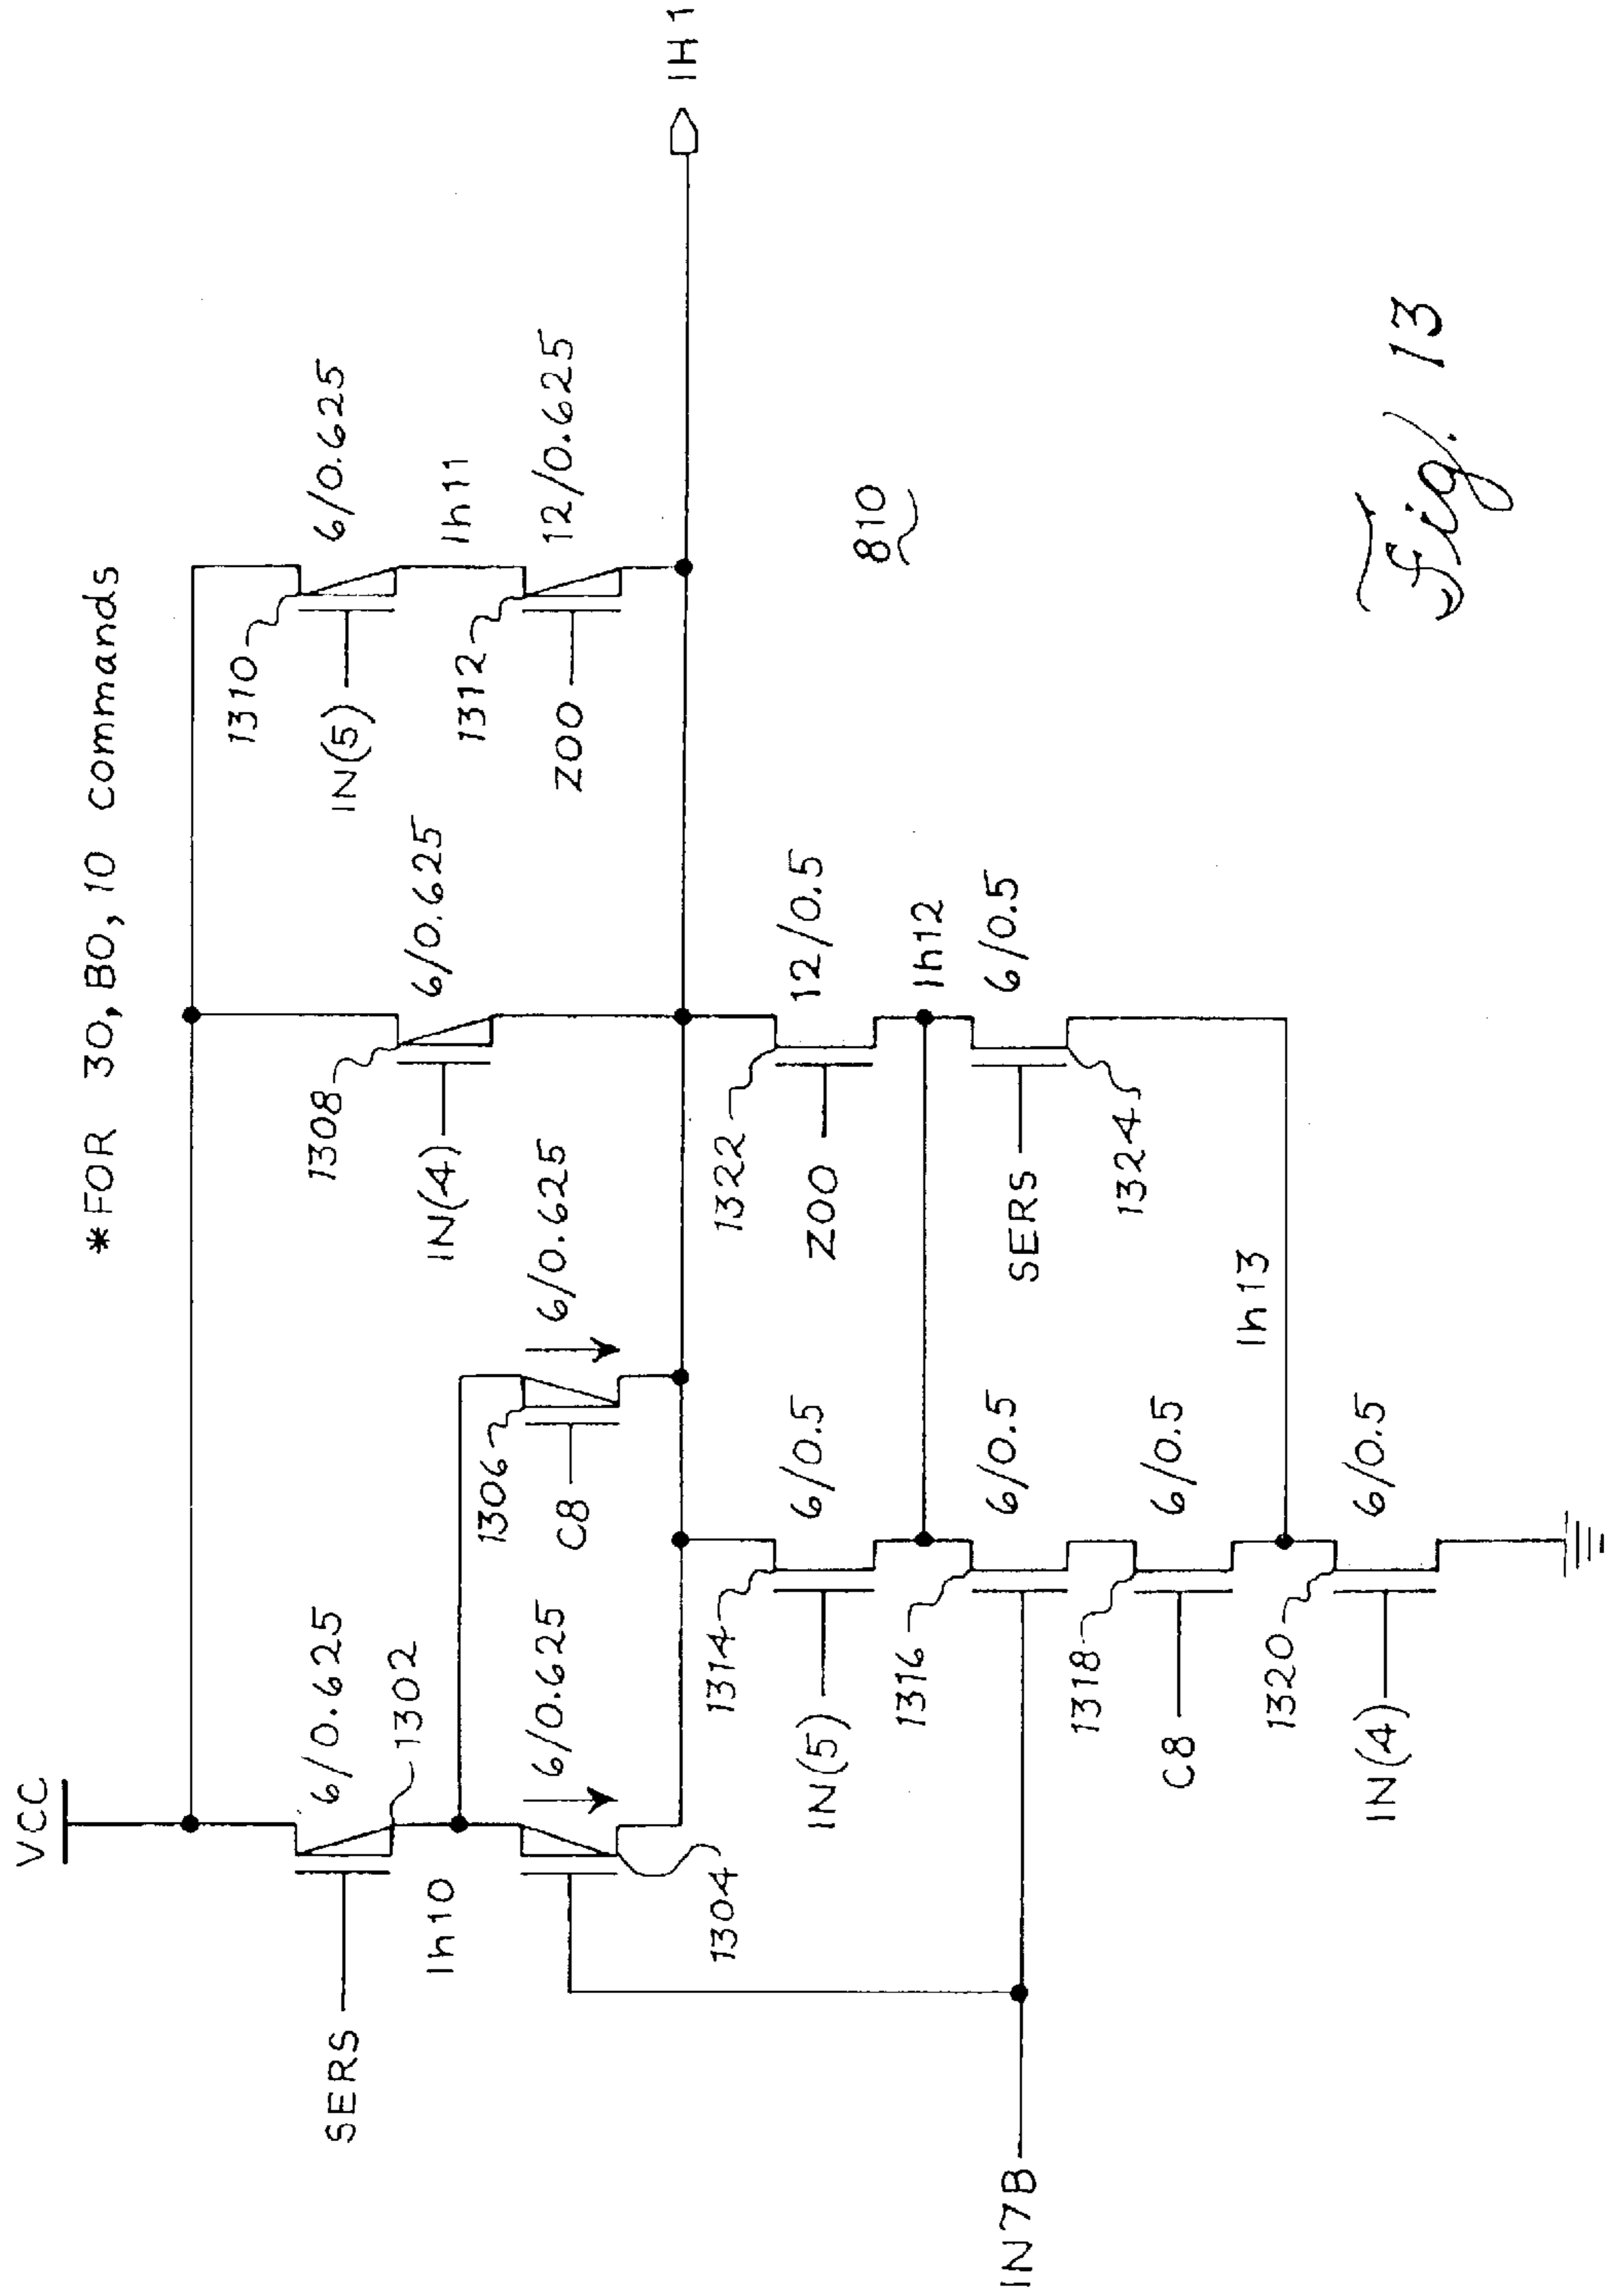 *FOR 30, B0, 10 commands
VCC
SERS
6/0.625
1302
Ih10
6/0.625
1304
1306
C8
6/0.625
1308
IN(4)
6/0.625
1310
IN(5)
6/0.625
Ih11
1312
Z00
12/0.625
IH1
IN7B
1314
IN(5)
6/0.5
1316
6/0.5
1318
C8
6/0.5
1320
IN(4)
6/0.5
1322
Z00
12/0.5
Ih12
SERS
6/0.5
1324
Ih13
810
Fig. 13